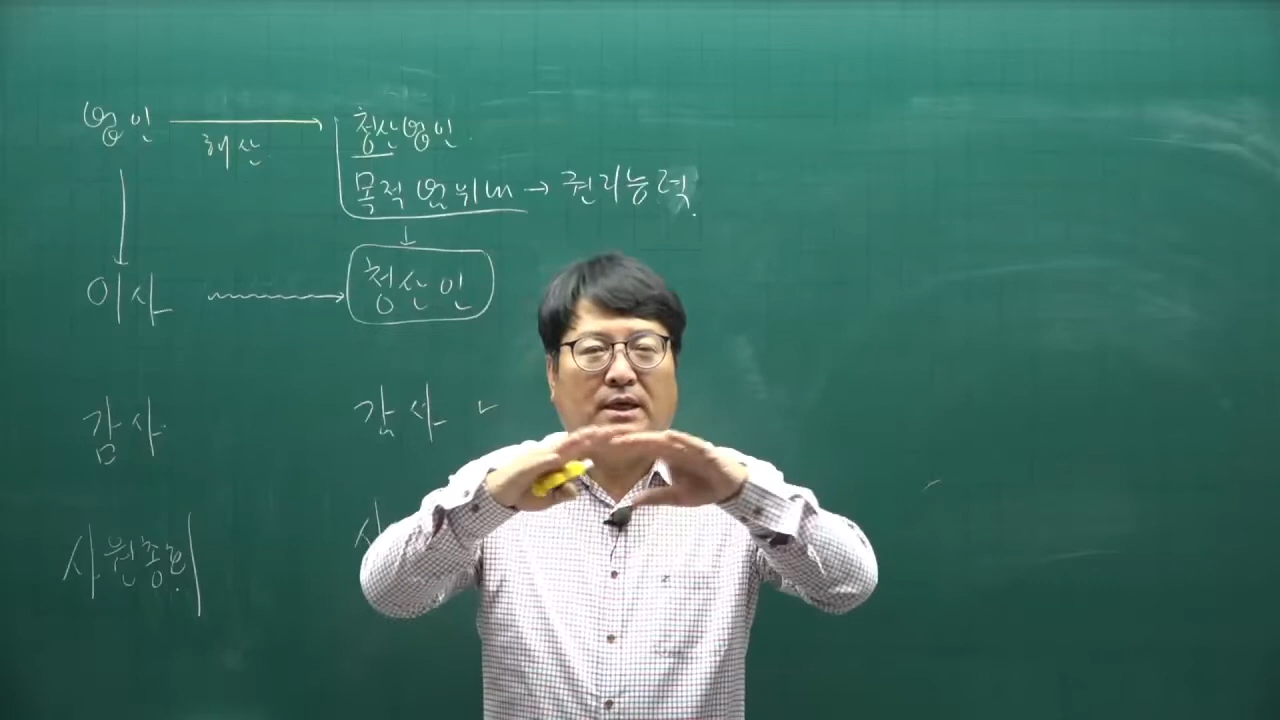 법인 해산 청산법인
목적 범위내 → 권리능력
이사 청산인
감사 감사
사원총회 사